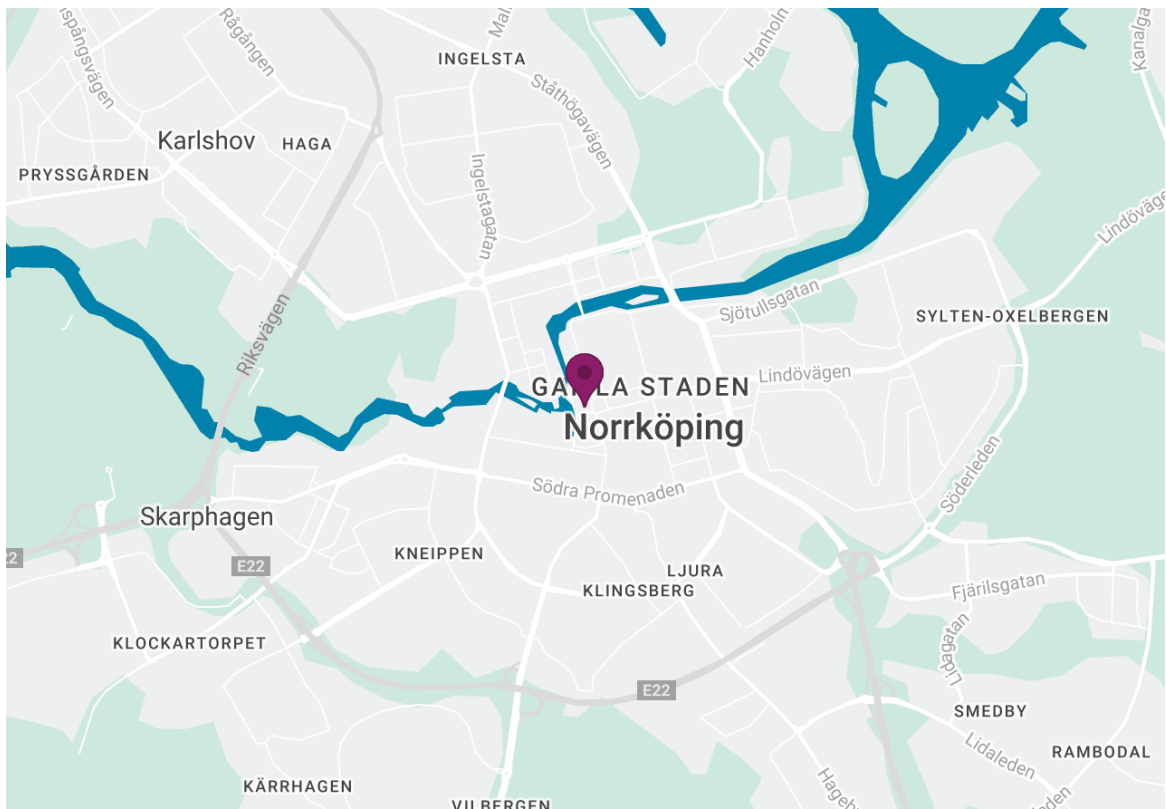 INGELSTA
Rågången
Ståthögavägen
Karlshov
HAGA
PRYSSGÅRDEN
Ingelstagatan
Riksvägen
Sjötullsgatan
SYLTEN-OXELBERGEN
Lindövägen
GAMLA STADEN
Norrköping
Södra Promenaden
Söderleden
Skarphagen
KNEIPPEN
E22
LJURA
KLINGSBERG
Fjärilsgatan
KLOCKARTORPET
Lidagatan
E22
SMEDBY
Lidaleden
RAMBODAL
KÄRRHAGEN
VILBERGEN